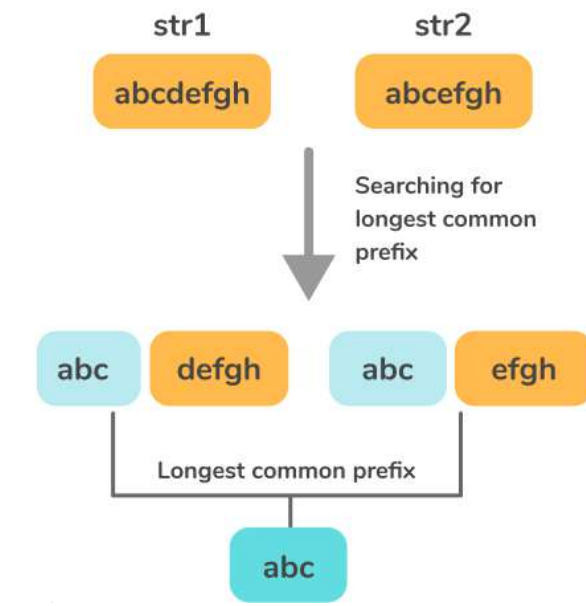 str1 str2
abcdefgh abcefgh
Searching for
longest common
prefix
abc defgh abc efgh
Longest common prefix
abc